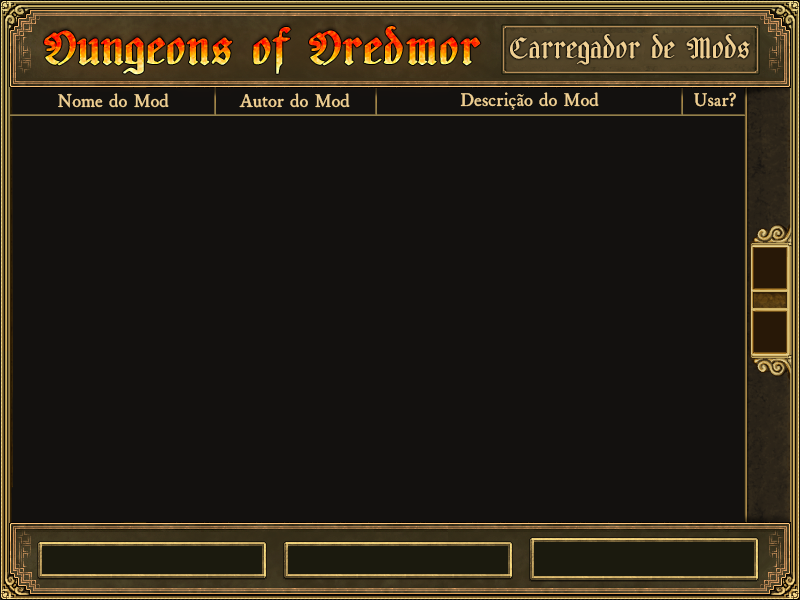 Dungeons of Dredmor
Carregador de Mods
Nome do Mod
Autor do Mod
Descrição do Mod
Usar?